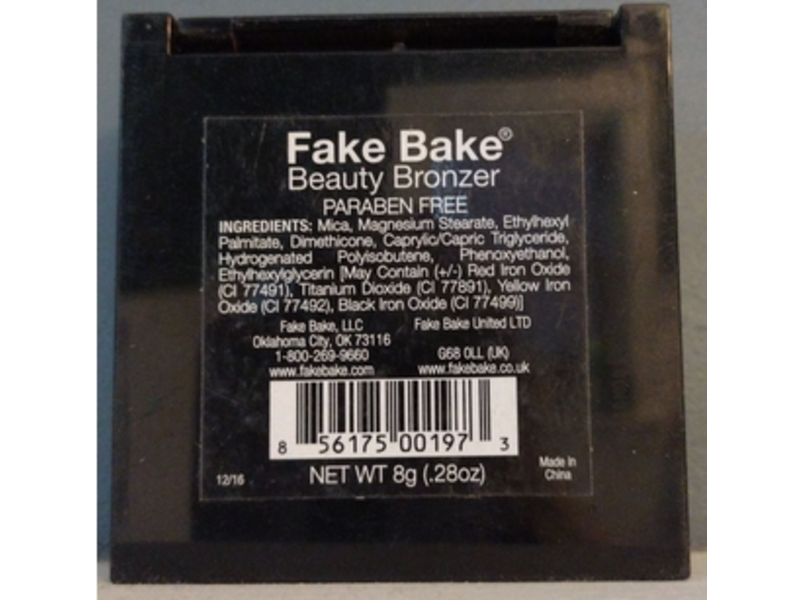 Fake Bake®
Beauty Bronzer
PARABEN FREE
INGREDIENTS: Mica, Magnesium Stearate, Ethylhexyl
Palmitate, Dimethicone, Caprylic/Capric Triglyceride,
Hydrogenated Polyisobutene, Phenoxyethanol,
Ethylhexylglycerin [May Contain (+/-) Red Iron Oxide
(CI 77491), Titanium Dioxide (CI 77891), Yellow Iron
Oxide (CI 77492), Black Iron Oxide (CI 77499)]
Fake Bake, LLC
Oklahoma City, OK 73116
1-800-269-9660
www.fakebake.com
Fake Bake United LTD
G68 0LL (UK)
www.fakebake.co.uk
8 56175 00197 3
12/16
NET WT 8g (.28oz)
Made In
China